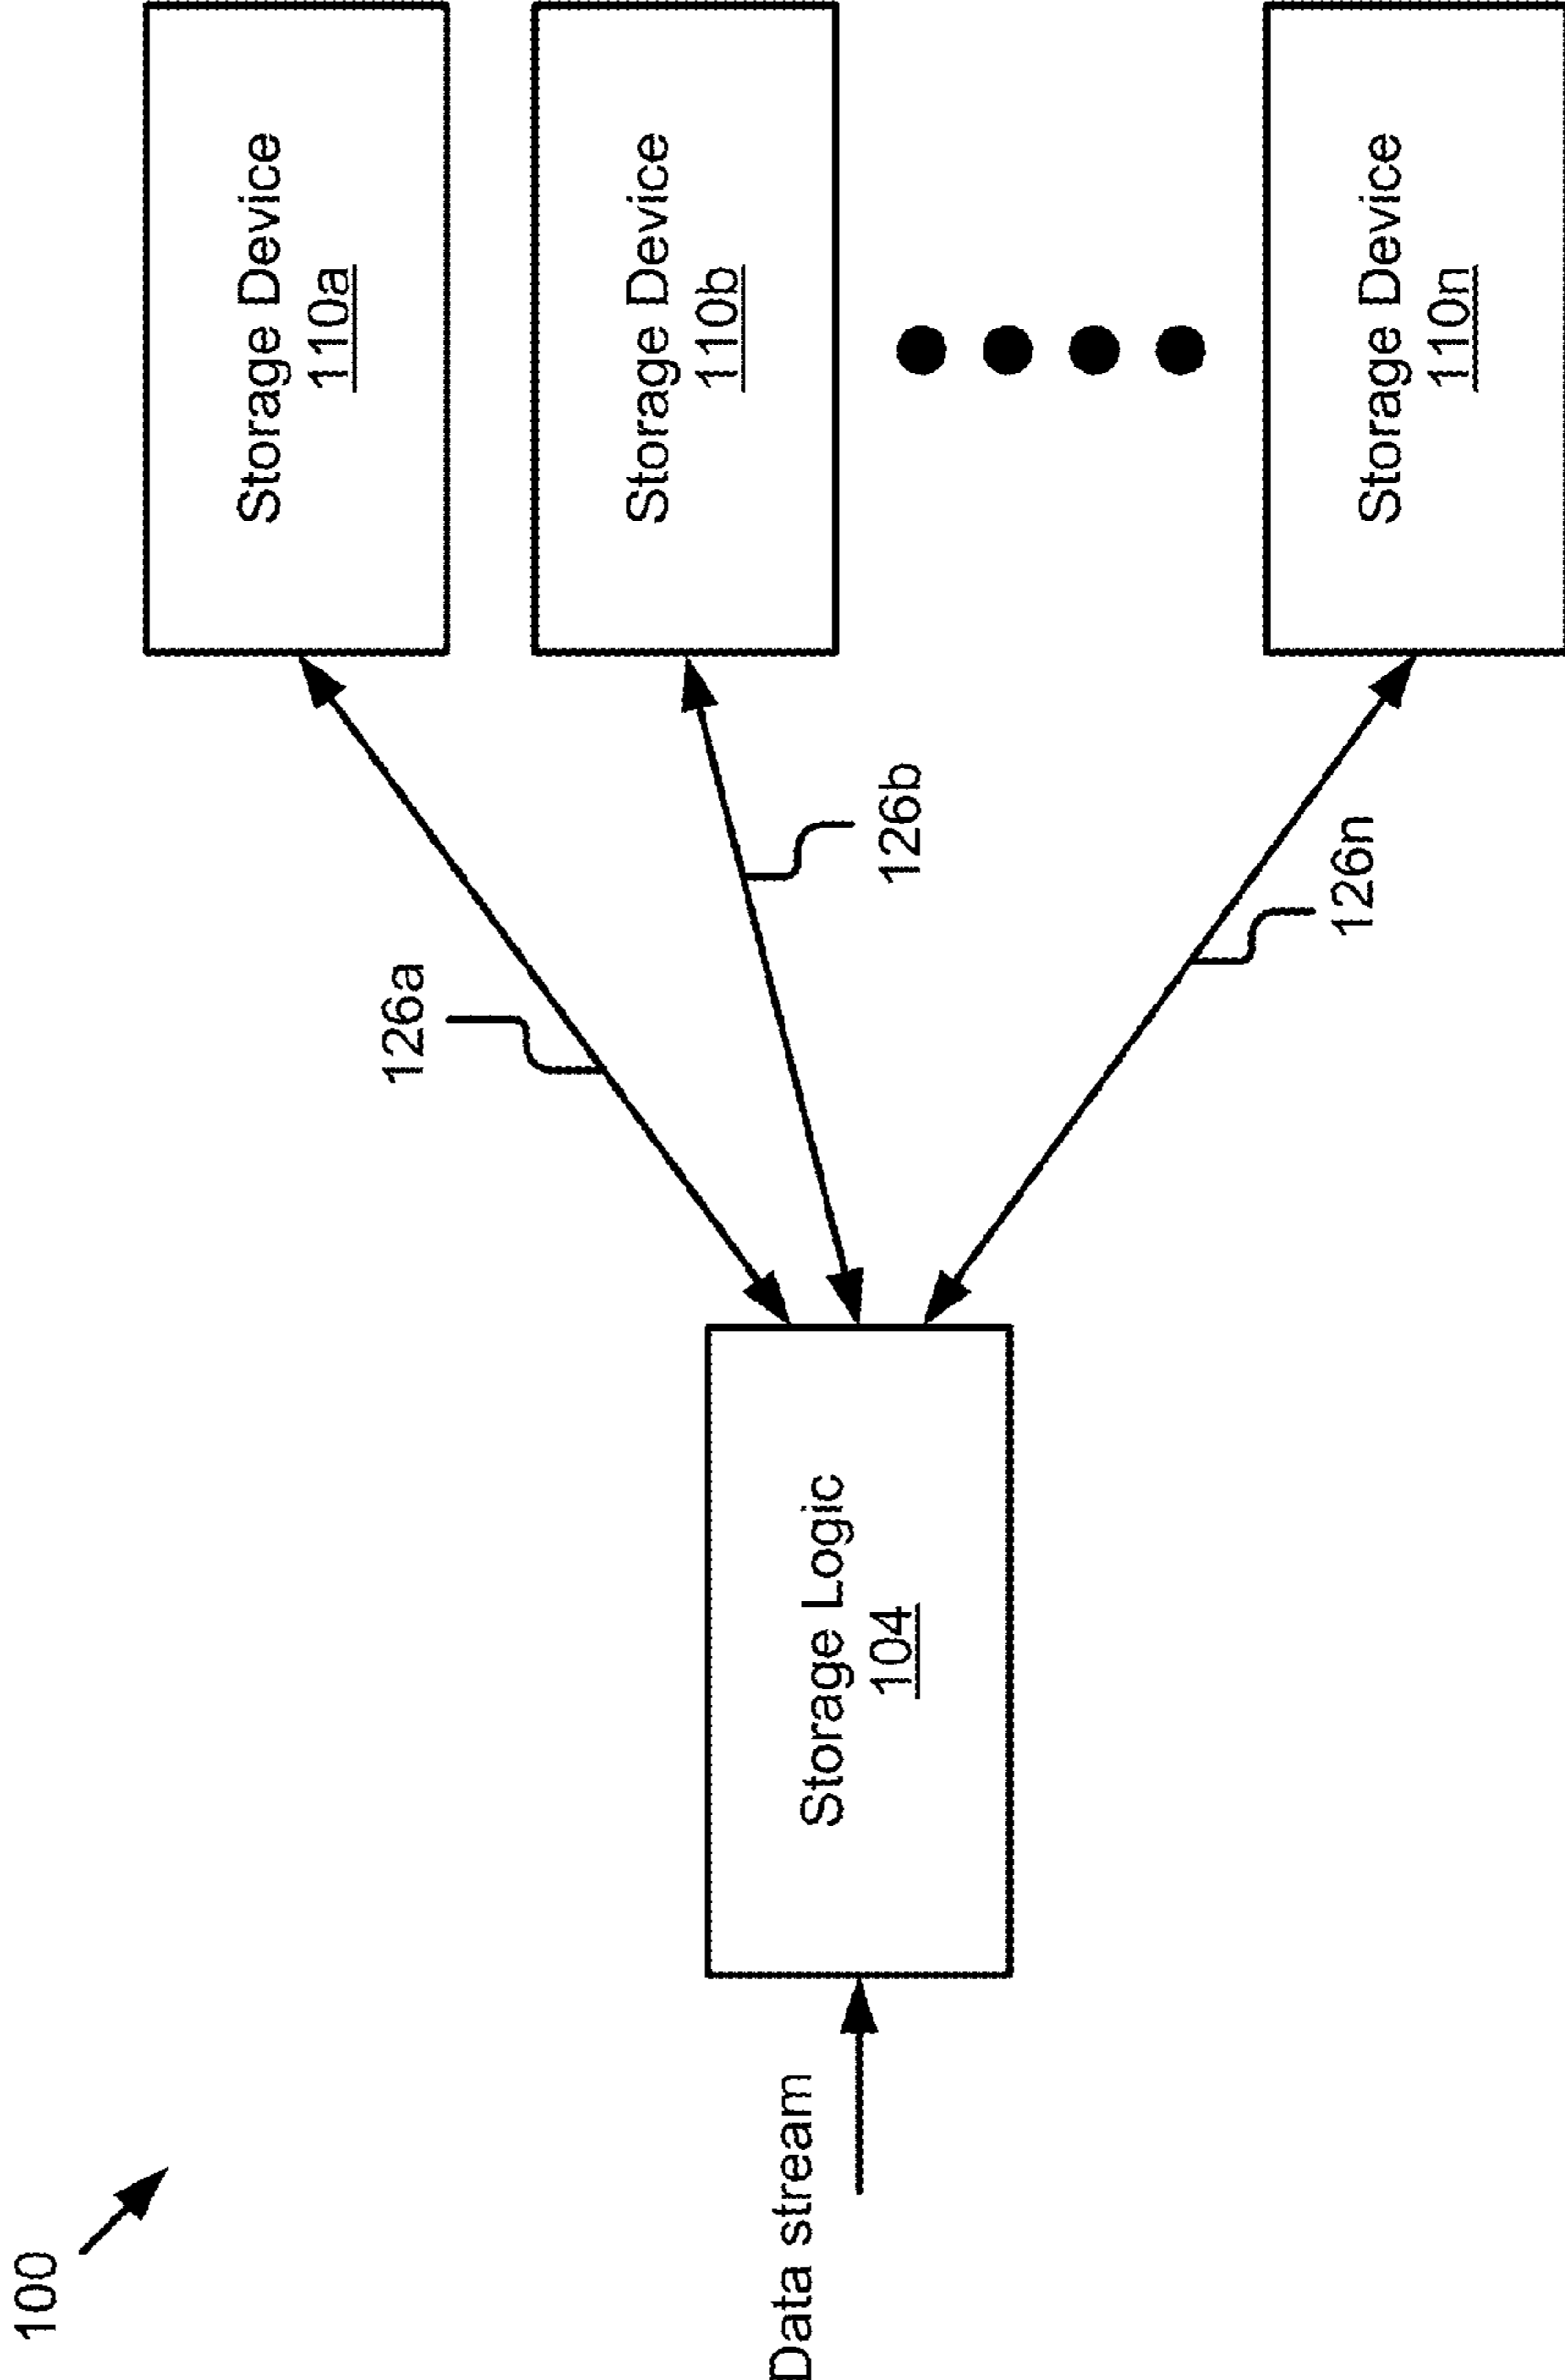 100
Data stream
Storage Logic
104
126a
126b
126n
Storage Device
110a
Storage Device
110b
Storage Device
110n